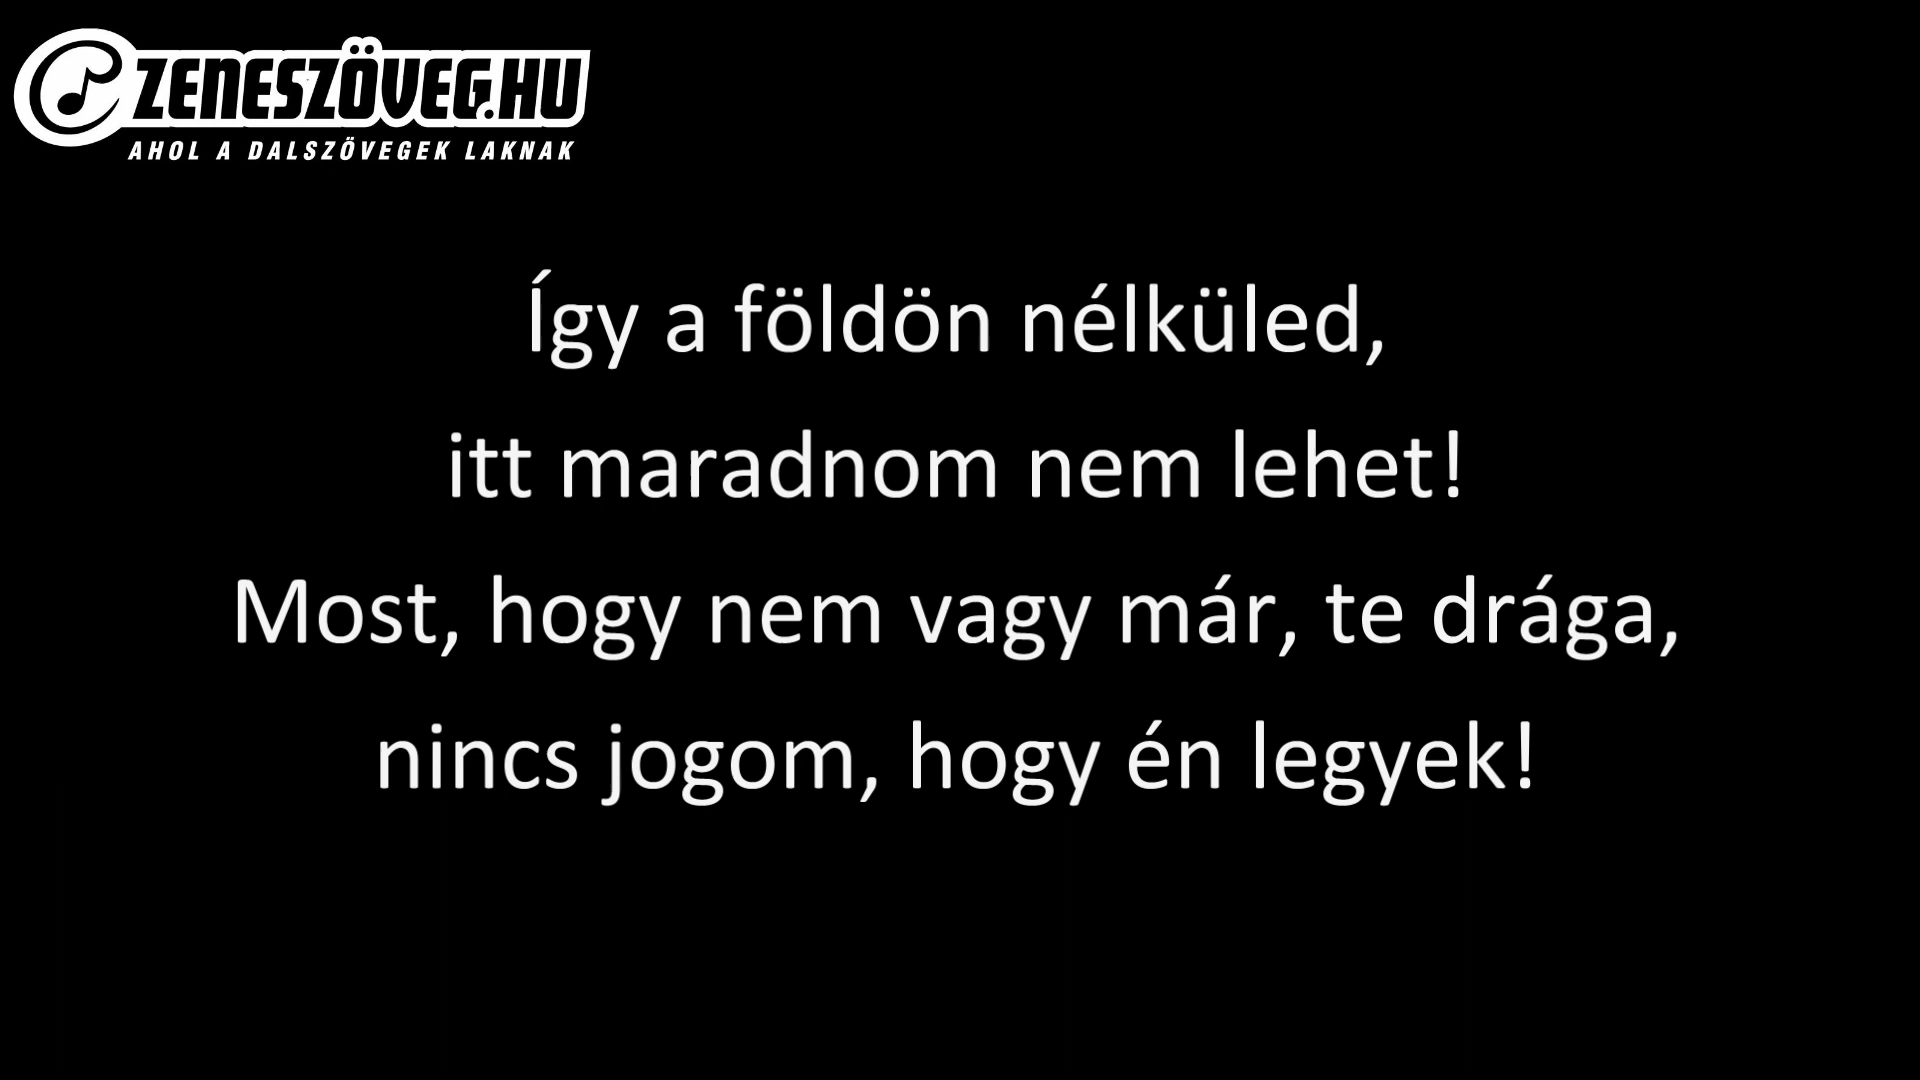 ZENESZÖVEG.HU
AHOL A DALSZÖVEGEK LAKNAK
Így a földön nélküled,
itt maradnom nem lehet!
Most, hogy nem vagy már, te drága,
nincs jogom, hogy én legyek!